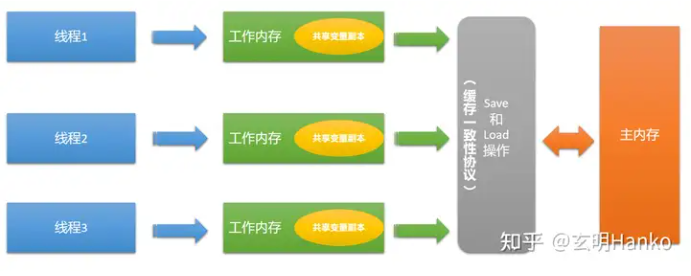 线程1
工作内存
共享变量副本
线程2
工作内存
共享变量副本
线程3
工作内存
共享变量副本
(缓存一致性协议)
Save
和
Load
操作
主内存
知乎 @玄明Hanko